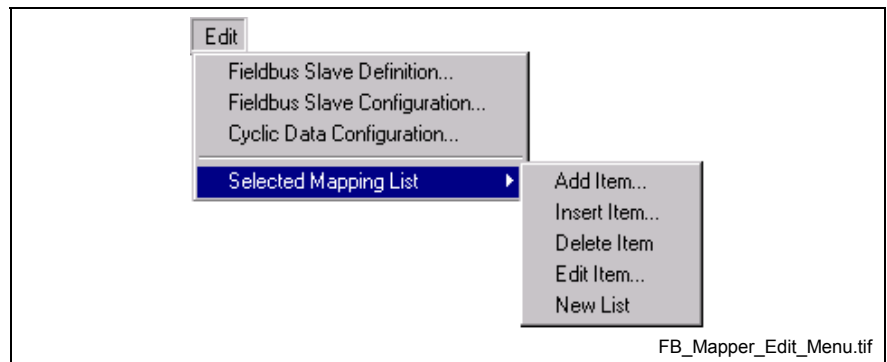 Edit
Fieldbus Slave Definition...
Fieldbus Slave Configuration...
Cyclic Data Configuration...
Selected Mapping List
Add Item...
Insert Item...
Delete Item
Edit Item...
New List
FB_Mapper_Edit_Menu.tif